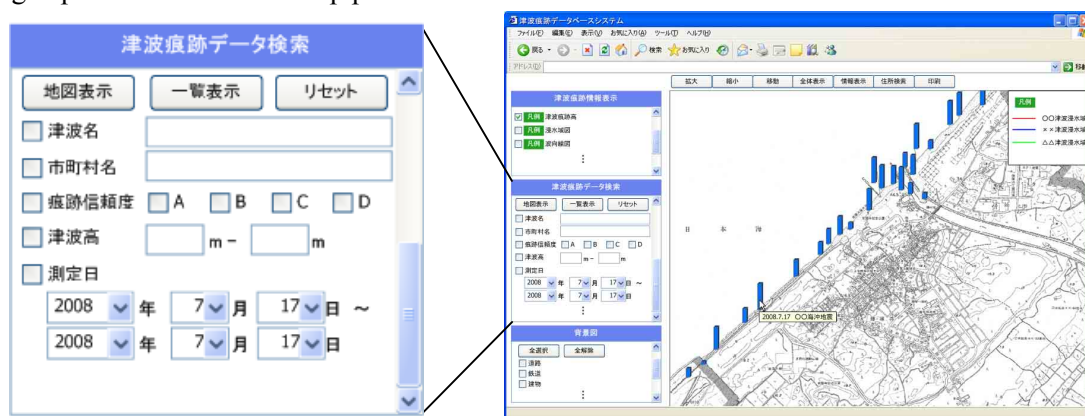 津波痕跡データ検索
地図表示 一覧表示 リセット
津波名
市町村名
痕跡信頼度 A B C D
津波高 m - m
測定日
2008 年 7 月 17 日 ~
2008 年 7 月 17 日
津波痕跡データベースシステム
ファイル(F) 編集(E) 表示(V) お気に入り(A) ツール(T) ヘルプ(H)
戻る 検索 お気に入り
アドレス(D) 移動
拡大 縮小 移動 全体表示 情報表示 住所検索 印刷
津波痕跡情報表示
凡例 津波痕跡高
凡例 浸水域図
凡例 波向線図
⋮
津波痕跡データ検索
地図表示 一覧表示 リセット
津波名
市町村名
痕跡信頼度 A B C D
津波高 m - m
測定日
2008 年 7 月 17 日 ~
2008 年 7 月 17 日
⋮
背景図
全選択 全解除
道路
鉄道
建物
⋮
日 本 海
2008.7.17 〇〇海沖地震
凡例
〇〇津波浸水域
××津波浸水域
△△津波浸水域